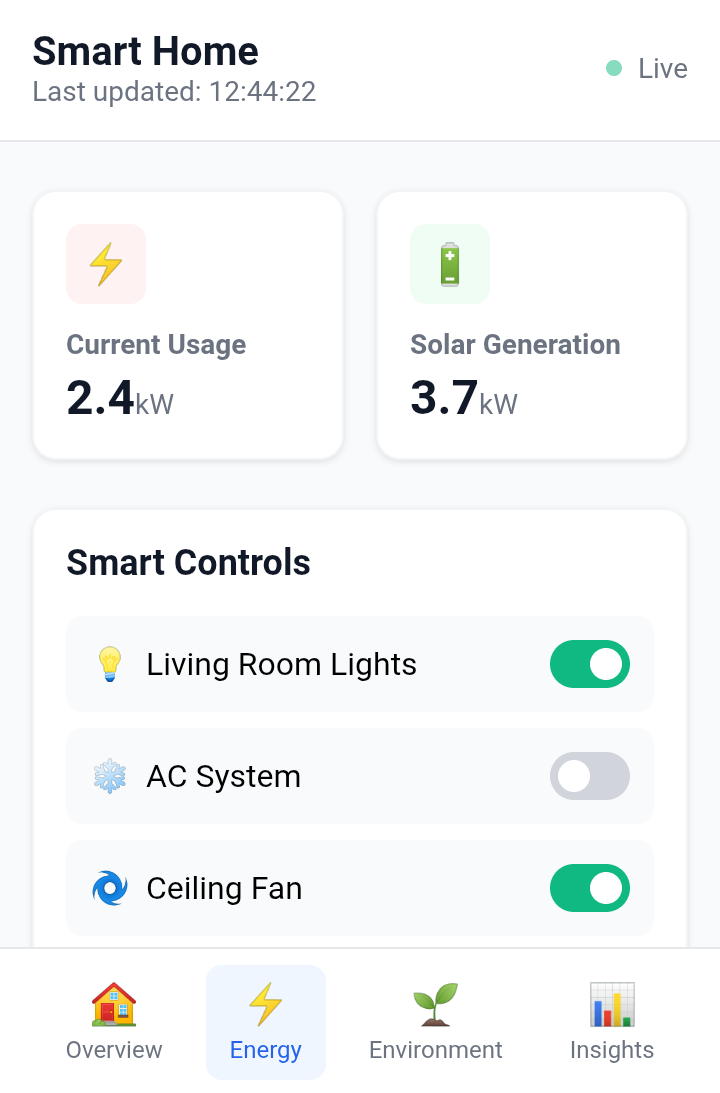 Smart Home
Last updated: 12:44:22
Live
Current Usage
2.4kW
Solar Generation
3.7kW
Smart Controls
Living Room Lights
AC System
Ceiling Fan
Overview
Energy
Environment
Insights